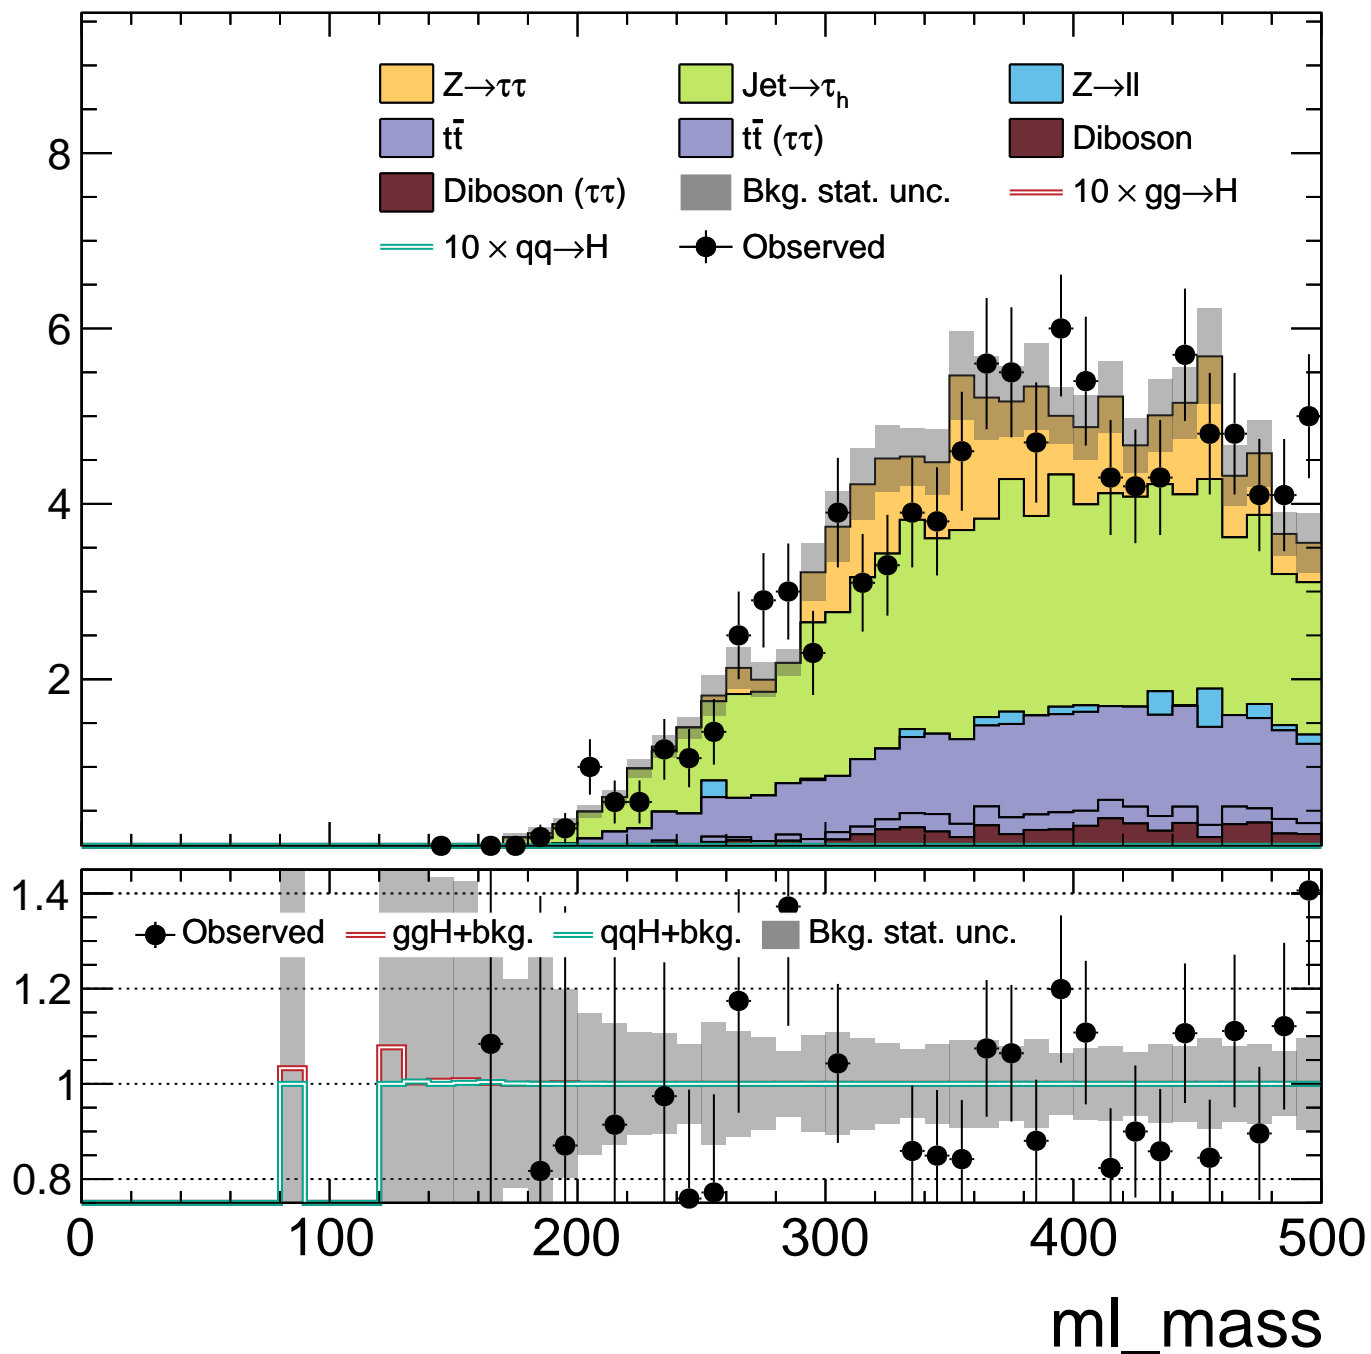 Z→ττ Jet→τh Z→ll
tt̄ tt̄ (ττ) Diboson
Diboson (ττ) Bkg. stat. unc. 10 × gg→H
10 × qq→H Observed
8
6
4
2
1.4
Observed ggH+bkg. qqH+bkg. Bkg. stat. unc.
1.2
1
0.8
0 100 200 300 400 500
ml_mass